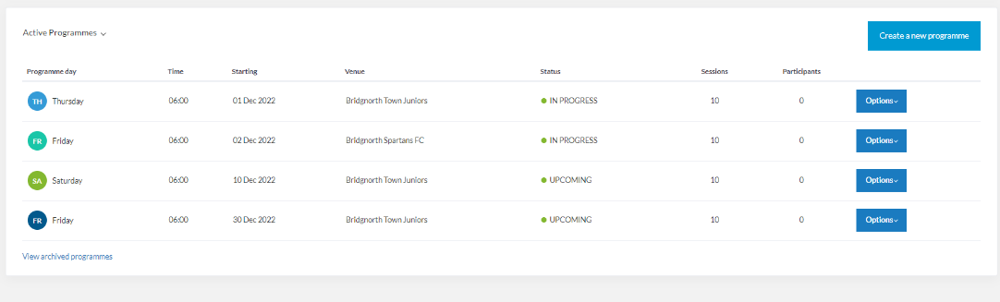 Active Programmes
Create a new programme
Programme day Time Starting Venue Status Sessions Participants
TH Thursday 06:00 01 Dec 2022 Bridgnorth Town Juniors IN PROGRESS 10 0 Options
FR Friday 06:00 02 Dec 2022 Bridgnorth Spartans FC IN PROGRESS 10 0 Options
SA Saturday 06:00 10 Dec 2022 Bridgnorth Town Juniors UPCOMING 10 0 Options
FR Friday 06:00 30 Dec 2022 Bridgnorth Town Juniors UPCOMING 10 0 Options
View archived programmes